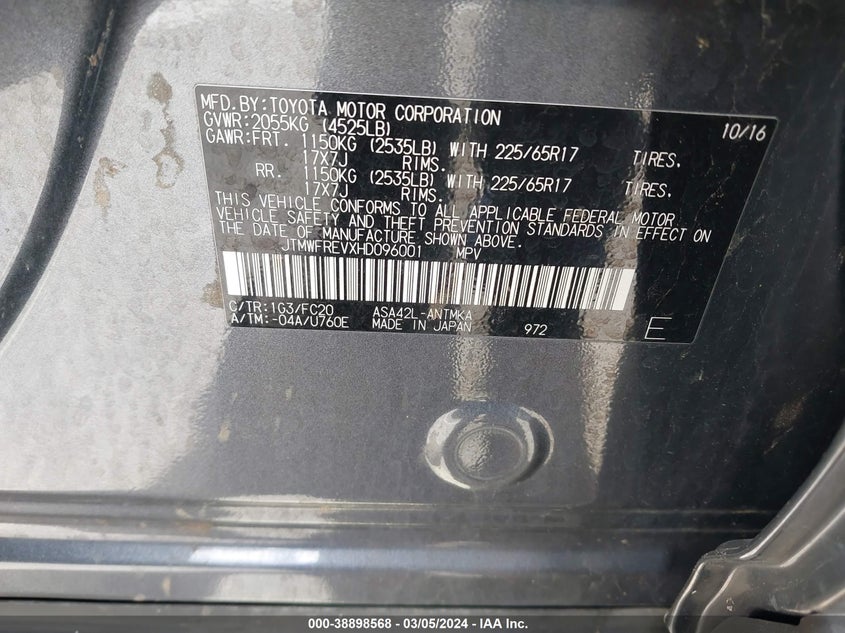 MFD.BY:TOYOTA MOTOR CORPORATION 10/16
GVWR:2055KG (4525LB)
GAWR:FRT. 1150KG (2535LB) WITH 225/65R17 TIRES,
17X7J RIMS.
RR. 1150KG (2535LB) WITH 225/65R17 TIRES,
17X7J RIMS.
THIS VEHICLE CONFORMS TO ALL APPLICABLE FEDERAL MOTOR
VEHICLE SAFETY AND THEFT PREVENTION STANDARDS IN EFFECT ON
THE DATE OF MANUFACTURE SHOWN ABOVE.
JTMWFREVXHD096001 MPV
C/TR:1G3/FC20 ASA42L-ANTMKA
A/TM:-04A/U760E MADE IN JAPAN 972 E
000-38898568 — 03/05/2024 — IAA Inc.